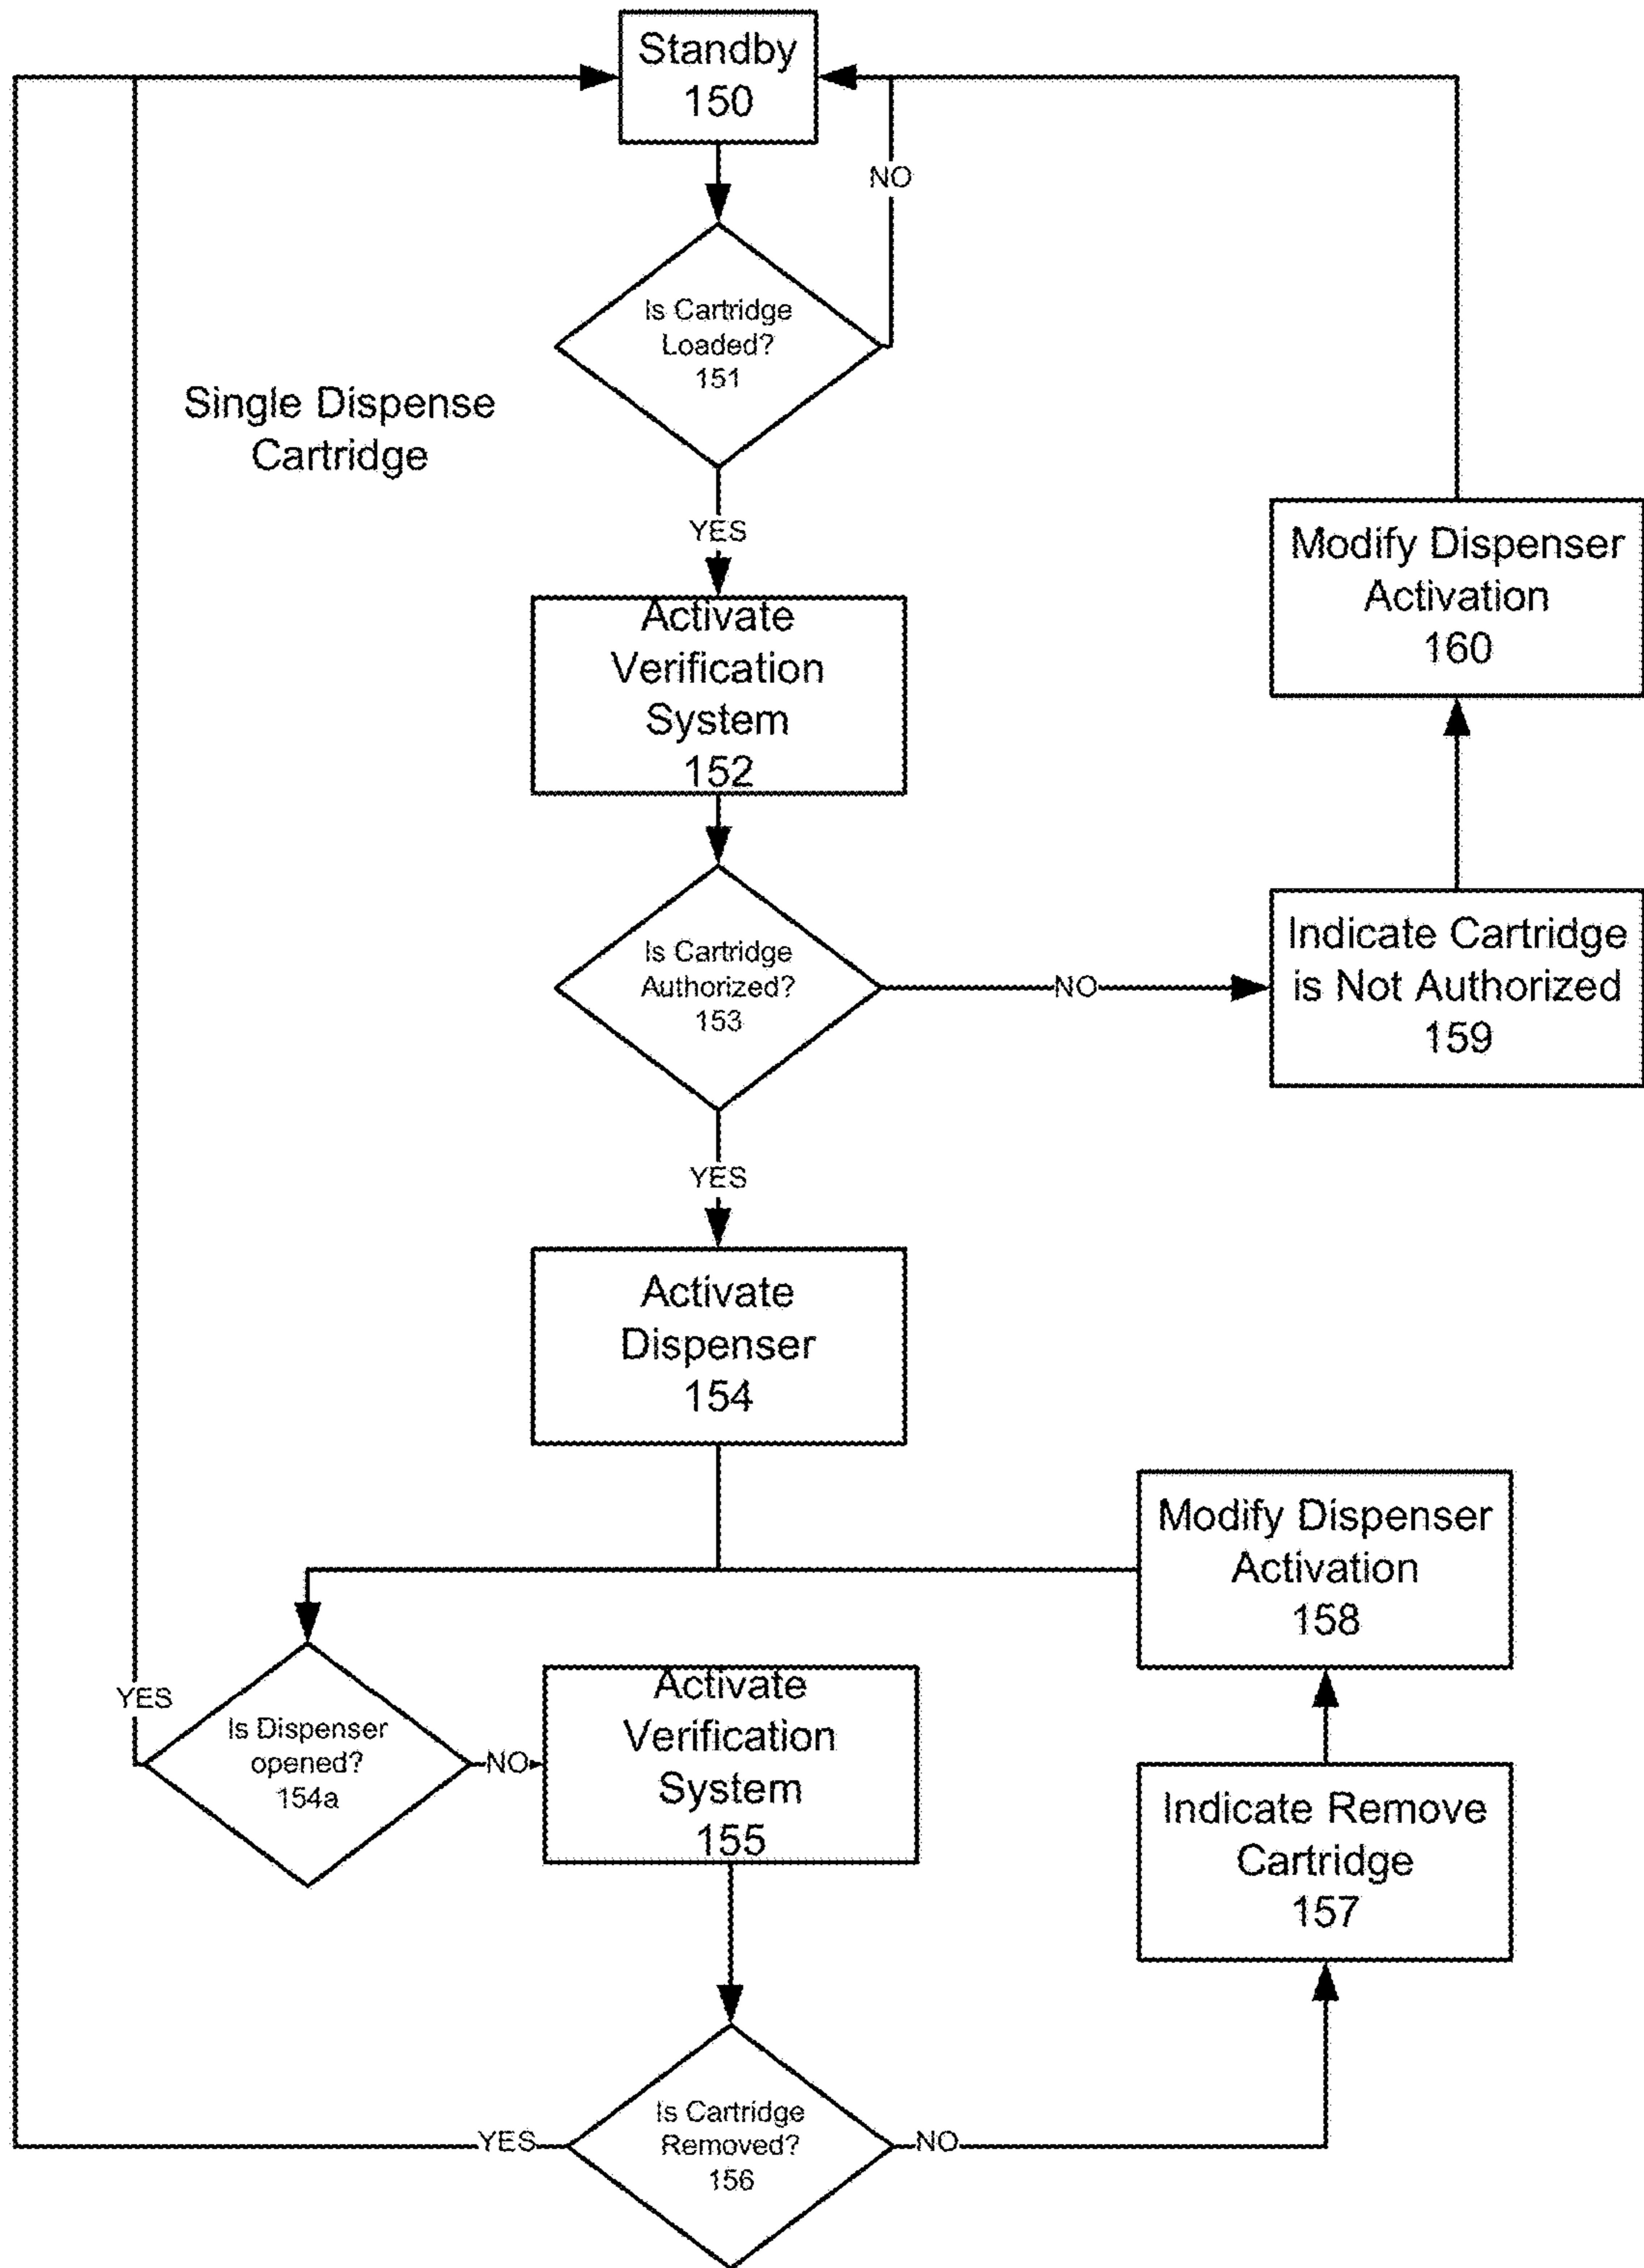 Standby
150
NO
Is Cartridge
Loaded?
151
Single Dispense
Cartridge
YES
Activate
Verification
System
152
Modify Dispenser
Activation
160
Is Cartridge
Authorized?
153
NO
Indicate Cartridge
is Not Authorized
159
YES
Activate
Dispenser
154
Modify Dispenser
Activation
158
YES
Is Dispenser
opened?
154a
NO
Activate
Verification
System
155
Indicate Remove
Cartridge
157
YES
Is Cartridge
Removed?
156
NO